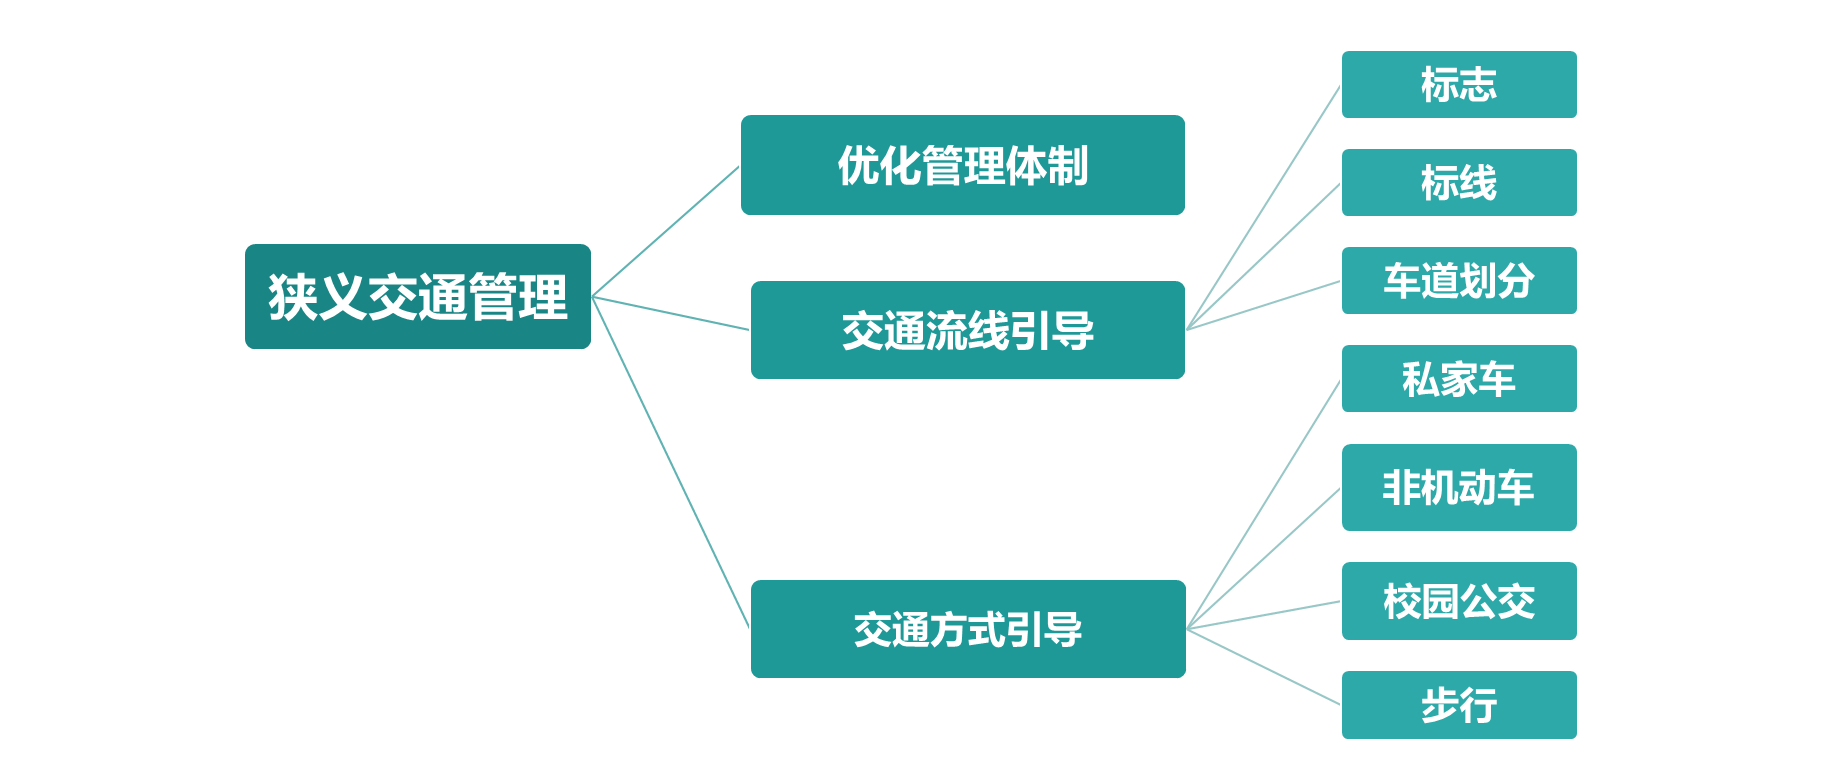 狭义交通管理
优化管理体制
交通流线引导
标志
标线
车道划分
交通方式引导
私家车
非机动车
校园公交
步行